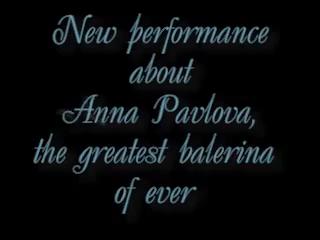 New performance
about
Anna Pavlova,
the greatest balerina
of ever